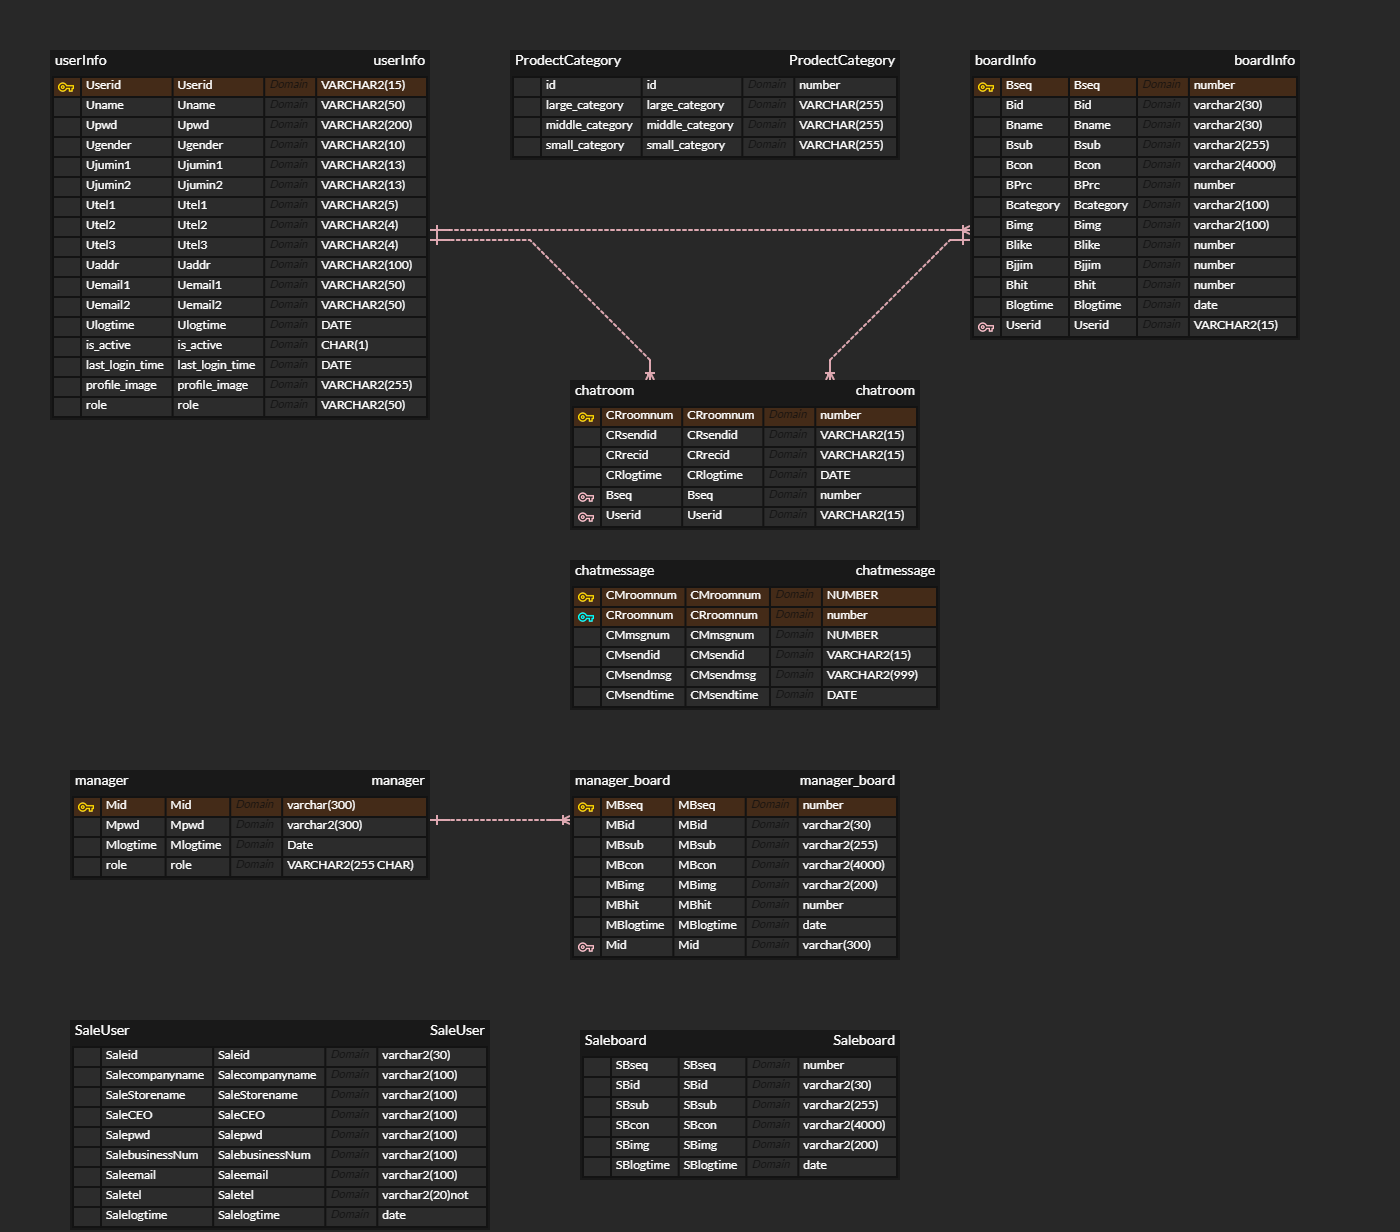 userInfo userInfo
Userid Userid Domain VARCHAR2(15)
Uname Uname Domain VARCHAR2(50)
Upwd Upwd Domain VARCHAR2(200)
Ugender Ugender Domain VARCHAR2(10)
Ujumin1 Ujumin1 Domain VARCHAR2(13)
Ujumin2 Ujumin2 Domain VARCHAR2(13)
Utel1 Utel1 Domain VARCHAR2(5)
Utel2 Utel2 Domain VARCHAR2(4)
Utel3 Utel3 Domain VARCHAR2(4)
Uaddr Uaddr Domain VARCHAR2(100)
Uemail1 Uemail1 Domain VARCHAR2(50)
Uemail2 Uemail2 Domain VARCHAR2(50)
Ulogtime Ulogtime Domain DATE
is_active is_active Domain CHAR(1)
last_login_time last_login_time Domain DATE
profile_image profile_image Domain VARCHAR2(255)
role role Domain VARCHAR2(50)
ProdectCategory ProdectCategory
id id Domain number
large_category large_category Domain VARCHAR(255)
middle_category middle_category Domain VARCHAR(255)
small_category small_category Domain VARCHAR(255)
boardInfo boardInfo
Bseq Bseq Domain number
Bid Bid Domain varchar2(30)
Bname Bname Domain varchar2(30)
Bsub Bsub Domain varchar2(255)
Bcon Bcon Domain varchar2(4000)
BPrc BPrc Domain number
Bcategory Bcategory Domain varchar2(100)
Bimg Bimg Domain varchar2(100)
Blike Blike Domain number
Bjjim Bjjim Domain number
Bhit Bhit Domain number
Blogtime Blogtime Domain date
Userid Userid Domain VARCHAR2(15)
chatroom chatroom
CRroomnum CRroomnum Domain number
CRsendid CRsendid Domain VARCHAR2(15)
CRrecid CRrecid Domain VARCHAR2(15)
CRlogtime CRlogtime Domain DATE
Bseq Bseq Domain number
Userid Userid Domain VARCHAR2(15)
chatmessage chatmessage
CMroomnum CMroomnum Domain NUMBER
CRroomnum CRroomnum Domain number
CMmsgnum CMmsgnum Domain NUMBER
CMsendid CMsendid Domain VARCHAR2(15)
CMsendmsg CMsendmsg Domain VARCHAR2(999)
CMsendtime CMsendtime Domain DATE
manager manager
Mid Mid Domain varchar(300)
Mpwd Mpwd Domain varchar2(300)
Mlogtime Mlogtime Domain Date
role role Domain VARCHAR2(255 CHAR)
manager_board manager_board
MBseq MBseq Domain number
MBid MBid Domain varchar2(30)
MBsub MBsub Domain varchar2(255)
MBcon MBcon Domain varchar2(4000)
MBimg MBimg Domain varchar2(200)
MBhit MBhit Domain number
MBlogtime MBlogtime Domain date
Mid Mid Domain varchar(300)
SaleUser SaleUser
Saleid Saleid Domain varchar2(30)
Salecompanyname Salecompanyname Domain varchar2(100)
SaleStorename SaleStorename Domain varchar2(100)
SaleCEO SaleCEO Domain varchar2(100)
Salepwd Salepwd Domain varchar2(100)
SalebusinessNum SalebusinessNum Domain varchar2(100)
Saleemail Saleemail Domain varchar2(100)
Saletel Saletel Domain varchar2(20)not
Salelogtime Salelogtime Domain date
Saleboard Saleboard
SBseq SBseq Domain number
SBid SBid Domain varchar2(30)
SBsub SBsub Domain varchar2(255)
SBcon SBcon Domain varchar2(4000)
SBimg SBimg Domain varchar2(200)
SBlogtime SBlogtime Domain date